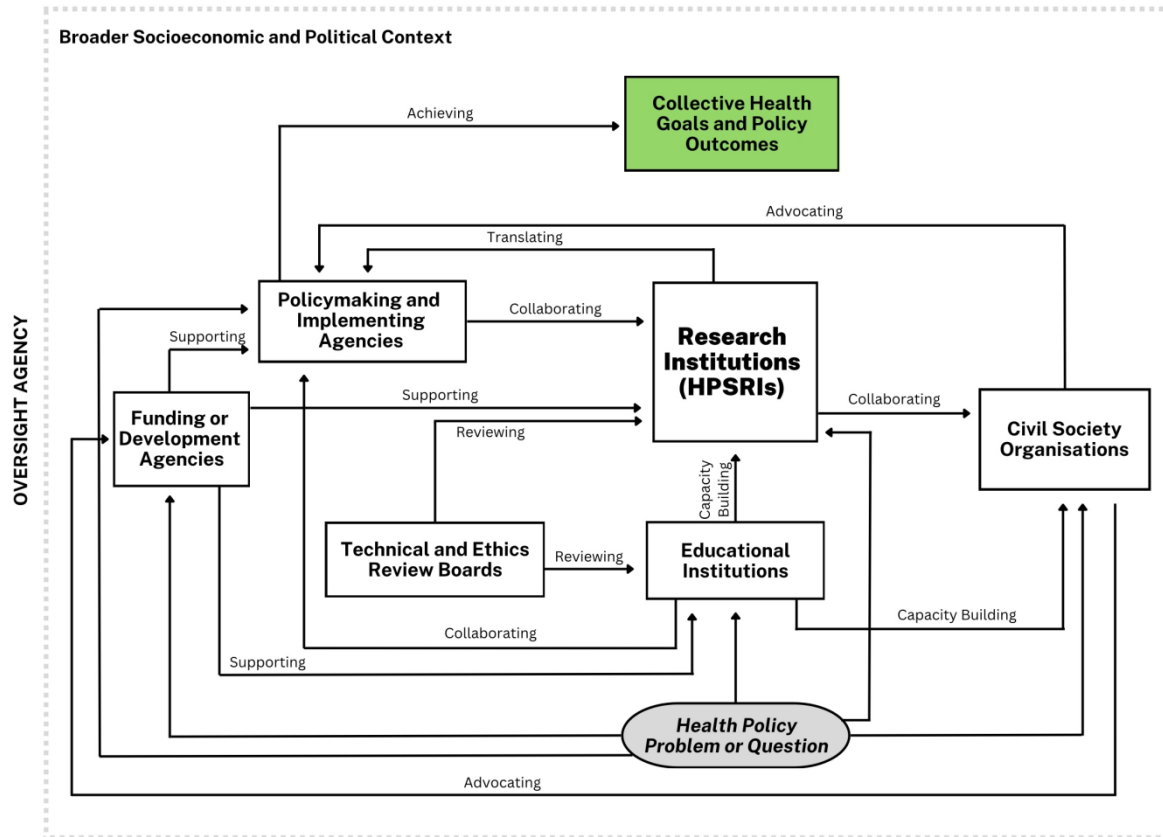 Broader Socioeconomic and Political Context
OVERSIGHT AGENCY
Achieving
Collective Health
Goals and Policy
Outcomes
Advocating
Translating
Policymaking and
Implementing
Agencies
Collaborating
Research
Institutions
(HPSRIs)
Supporting
Funding or
Development
Agencies
Supporting
Reviewing
Collaborating
Civil Society
Organisations
Capacity
Building
Technical and Ethics
Review Boards
Reviewing
Educational
Institutions
Capacity Building
Collaborating
Supporting
Health Policy
Problem or Question
Advocating